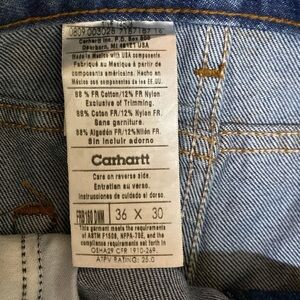 Carhartt Inc. P.O. Box 600
Dearborn, MI 48121 USA
Made in Mexico with USA components
Fabriqué au Mexique à partir de
composants américains. Hecho en
México con componentes de los EE.UU.
88 % FR Cotton/12% FR Nylon
Exclusive of Trimming.
88% Coton FR/12% FR Nylon
Sans garniture
88% Algodón FR/12%Nilón FR.
Sin incluir adorno
Carhartt
Care on reverse side.
Entretien au verso.
Instrucciones de cuidado al dorso.
FRB160 DNM 36 X 30
This garment meets the requirements
of ASTM F1506, NFPA-70E, and the
compliance requirements set forth in
OSHA29 CFR 1910-269.
ATPV RATING: 25.0